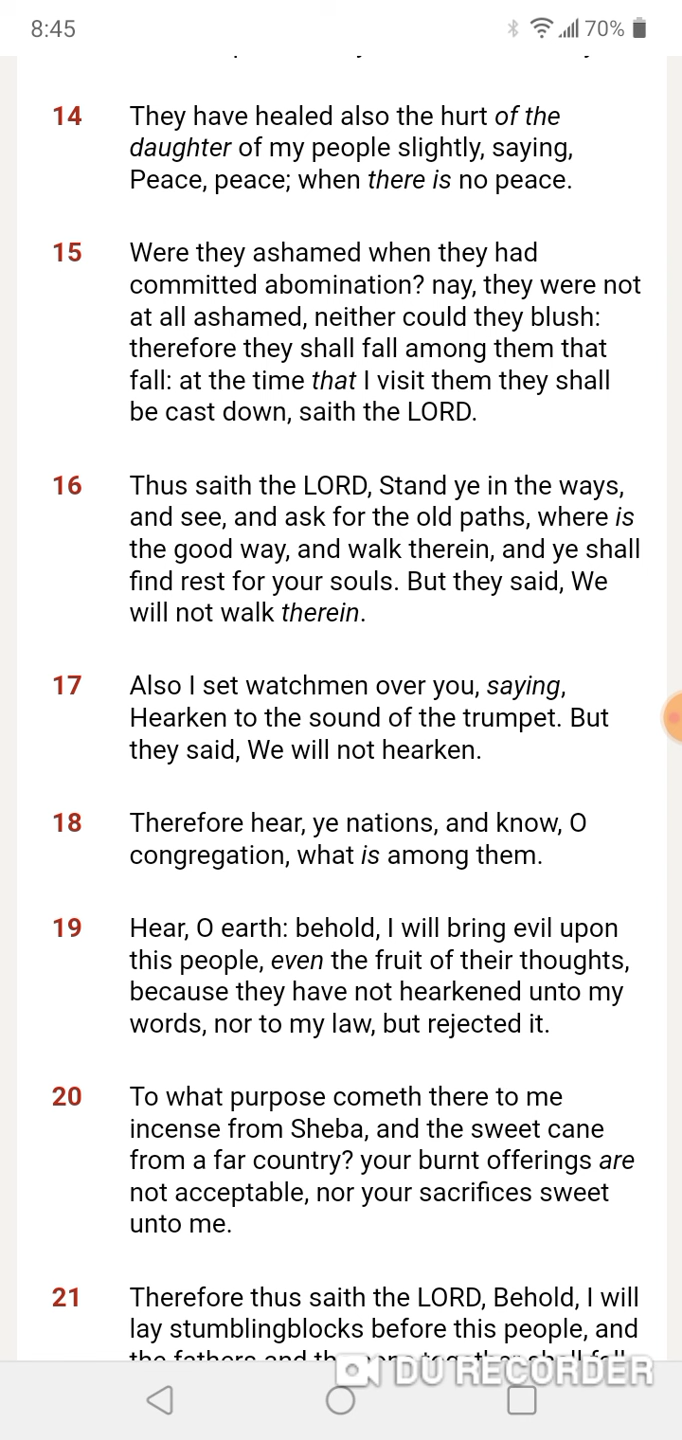 8:45
70%
14 They have healed also the hurt of the
daughter of my people slightly, saying,
Peace, peace; when there is no peace.
15 Were they ashamed when they had
committed abomination? nay, they were not
at all ashamed, neither could they blush:
therefore they shall fall among them that
fall: at the time that I visit them they shall
be cast down, saith the LORD.
16 Thus saith the LORD, Stand ye in the ways,
and see, and ask for the old paths, where is
the good way, and walk therein, and ye shall
find rest for your souls. But they said, We
will not walk therein.
17 Also I set watchmen over you, saying,
Hearken to the sound of the trumpet. But
they said, We will not hearken.
18 Therefore hear, ye nations, and know, O
congregation, what is among them.
19 Hear, O earth: behold, I will bring evil upon
this people, even the fruit of their thoughts,
because they have not hearkened unto my
words, nor to my law, but rejected it.
20 To what purpose cometh there to me
incense from Sheba, and the sweet cane
from a far country? your burnt offerings are
not acceptable, nor your sacrifices sweet
unto me.
21 Therefore thus saith the LORD, Behold, I will
lay stumblingblocks before this people, and
the fathers and the
DU RECORDER